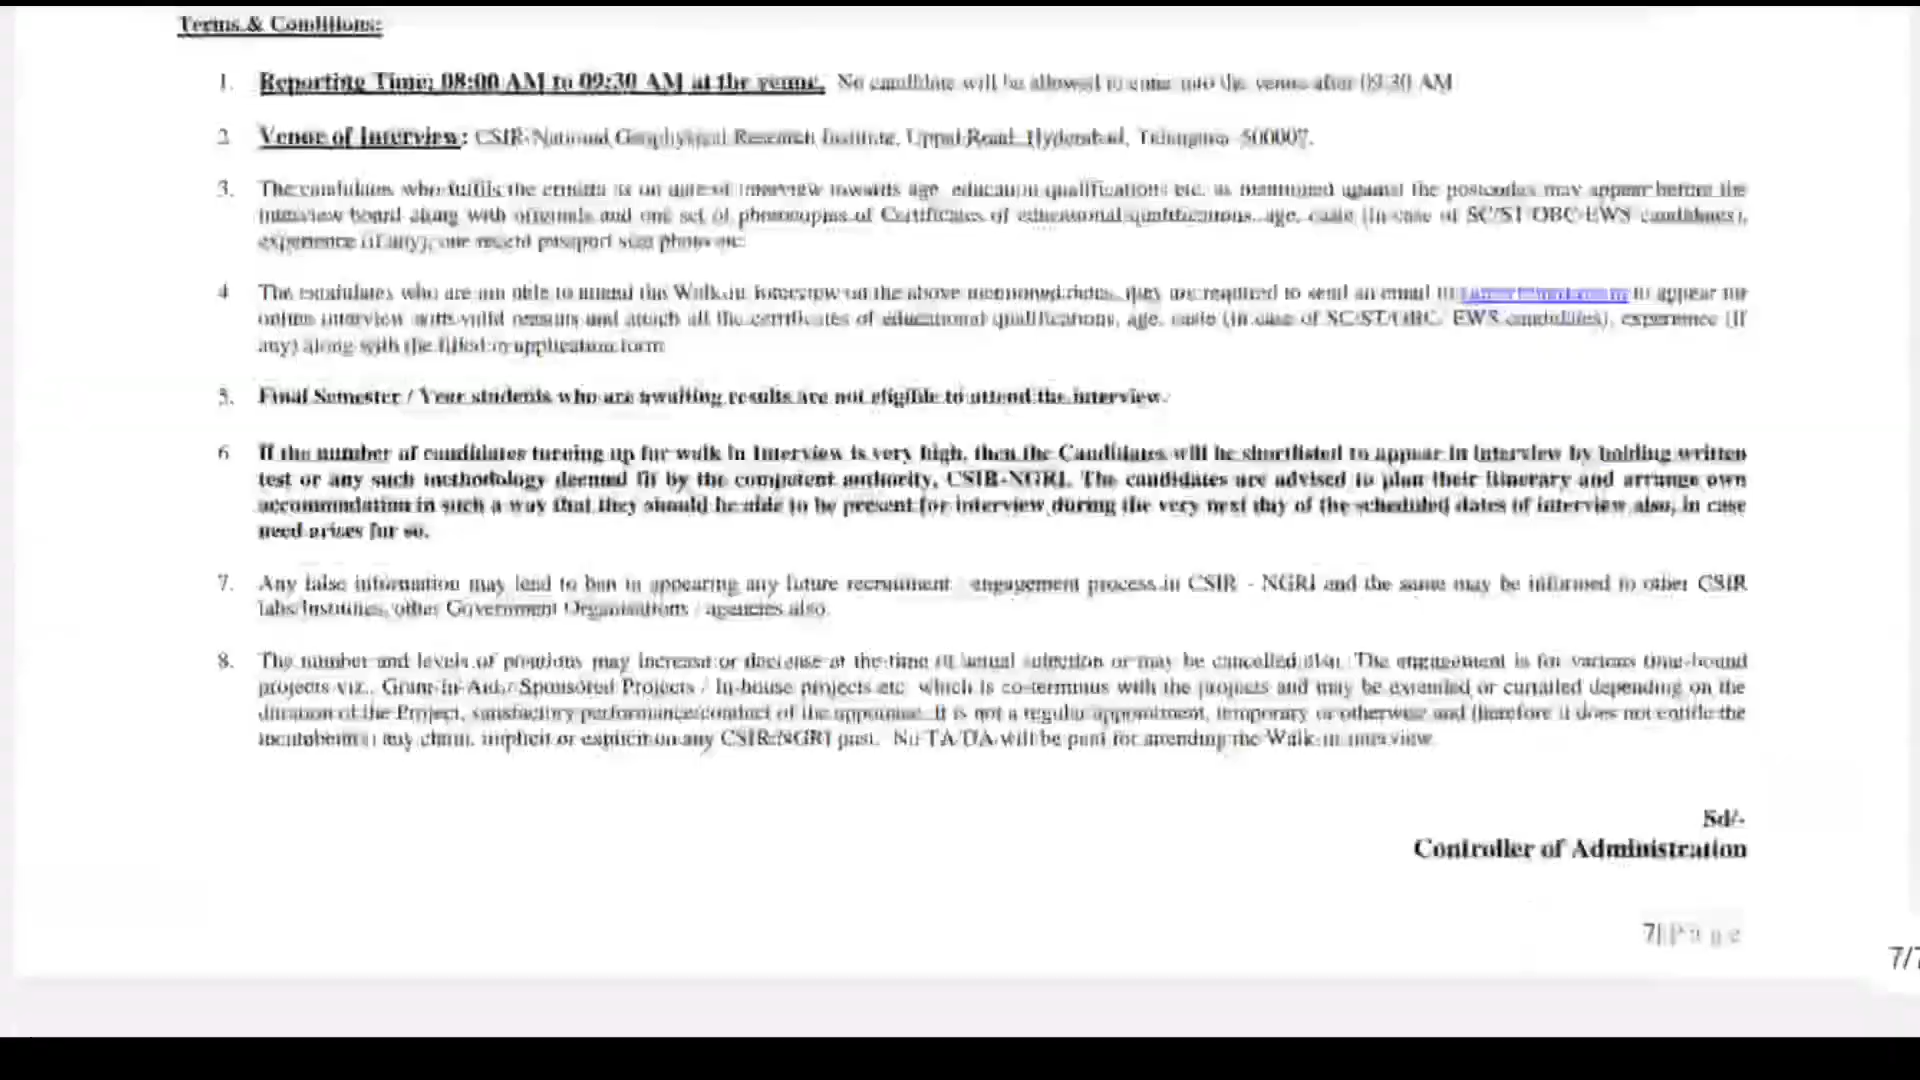 Terms & Conditions:
1. Reporting Time: 08:00 AM to 09:30 AM at the venue. No candidate will be allowed to enter into the venue after 09:30 AM
2 Venue of Interview: CSIR-National Geophysical Research Institute, Uppal Road, Hyderabad, Telangana-500007.
3. The candidates who fulfils the criteria as on date of interview towards age, education qualifications etc. as mentioned against the postcodes may appear before the
interview board along with originals and one set of photocopies of Certificates of educational qualifications, age, caste (in case of SC/ST/OBC/EWS candidates),
experience (if any), one recent passport size photo etc.
4 The candidates who are not able to attend the Walk-in Interview on the above mentioned dates, they are required to send an email to to appear for
online interview with valid reasons and attach all the certificates of educational qualifications, age, caste (in case of SC/ST/OBC/ EWS candidates), experience (if
any) along with the filled in application form
5. Final Semester / Year students who are awaiting results are not eligible to attend the interview.
6 If the number of candidates turning up for walk in Interview is very high, then the Candidates will be shortlisted to appear in Interview by holding written
test or any such methodology deemed fit by the competent authority, CSIR-NGRI. The candidates are advised to plan their itinerary and arrange own
accommodation in such a way that they should be able to be present for interview during the very next day of the scheduled dates of interview also, in case
need arises for so.
7. Any false information may lead to ban in appearing any future recruitment / engagement process in CSIR - NGRI and the same may be informed to other CSIR
labs/Institutes/other Government Organisations / agencies also.
8. The number and levels of positions may increase or decrease at the time of actual selection or may be cancelled also. The engagement is for various time-bound
projects viz., Grant-in-Aid / Sponsored Projects / In-house projects etc. which is co-terminus with the projects and may be extended or curtailed depending on the
duration of the Project, satisfactory performance/conduct of the appointee. It is not a regular appointment, temporary or otherwise and therefore it does not entitle the
incumbent any claim, implicit or explicit on any CSIR-NGRI post. No TA/DA will be paid for attending the Walk-in interview.
Sd/-
Controller of Administration
7|Page
7/7